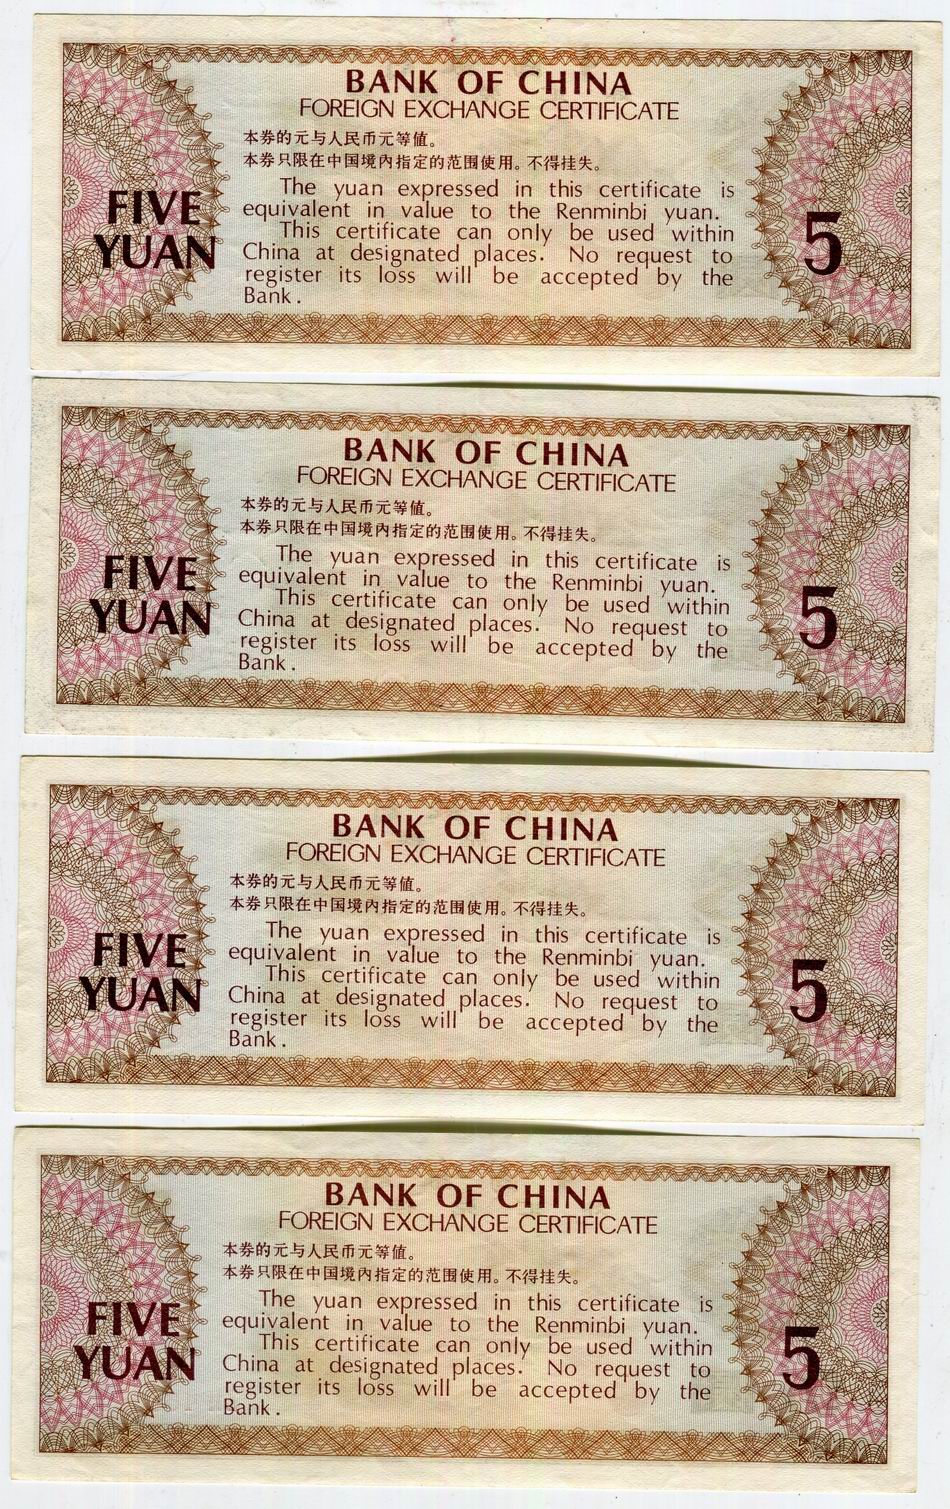 BANK OF CHINA
FOREIGN EXCHANGE CERTIFICATE
本券的元与人民币元等值。
本券只限在中国境内指定的范围使用。不得挂失。
The yuan expressed in this certificate is
equivalent in value to the Renminbi yuan.
This certificate can only be used within
China at designated places. No request to
register its loss will be accepted by the
Bank.
FIVE
YUAN
5
BANK OF CHINA
FOREIGN EXCHANGE CERTIFICATE
本券的元与人民币元等值。
本券只限在中国境内指定的范围使用。不得挂失。
The yuan expressed in this certificate is
equivalent in value to the Renminbi yuan.
This certificate can only be used within
China at designated places. No request to
register its loss will be accepted by the
Bank.
FIVE
YUAN
5
BANK OF CHINA
FOREIGN EXCHANGE CERTIFICATE
本券的元与人民币元等值。
本券只限在中国境内指定的范围使用。不得挂失。
The yuan expressed in this certificate is
equivalent in value to the Renminbi yuan.
This certificate can only be used within
China at designated places. No request to
register its loss will be accepted by the
Bank.
FIVE
YUAN
5
BANK OF CHINA
FOREIGN EXCHANGE CERTIFICATE
本券的元与人民币元等值。
本券只限在中国境内指定的范围使用。不得挂失。
The yuan expressed in this certificate is
equivalent in value to the Renminbi yuan.
This certificate can only be used within
China at designated places. No request to
register its loss will be accepted by the
Bank.
FIVE
YUAN
5